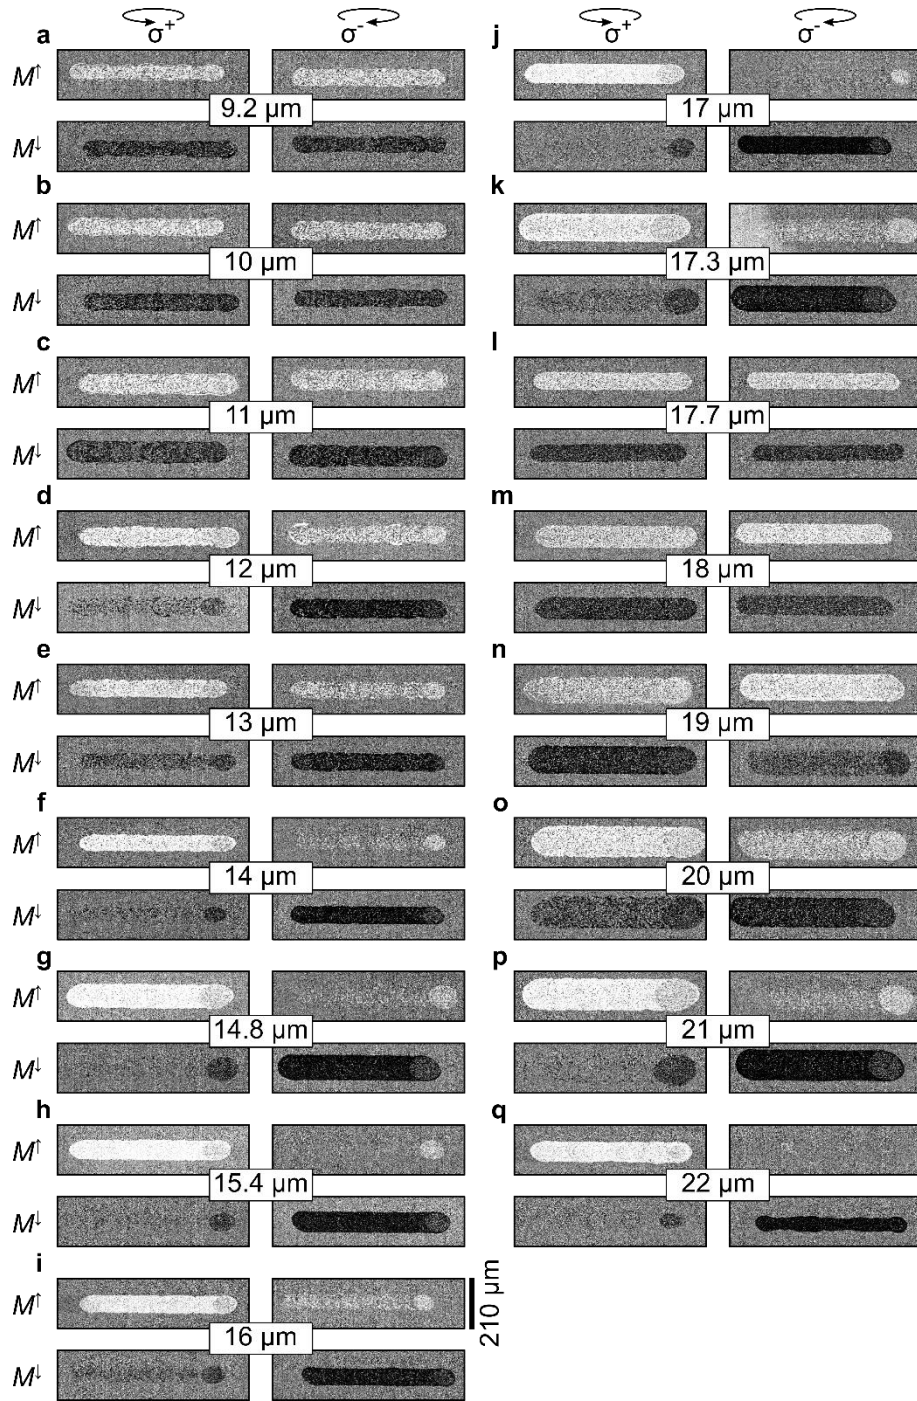 σ+ σ-
a
M↑
9.2 µm
M↓
b
M↑
10 µm
M↓
c
M↑
11 µm
M↓
d
M↑
12 µm
M↓
e
M↑
13 µm
M↓
f
M↑
14 µm
M↓
g
M↑
14.8 µm
M↓
h
M↑
15.4 µm
M↓
i
M↑
16 µm
M↓
210 µm
σ+ σ-
j
17 µm
k
17.3 µm
l
17.7 µm
m
18 µm
n
19 µm
o
20 µm
p
21 µm
q
22 µm